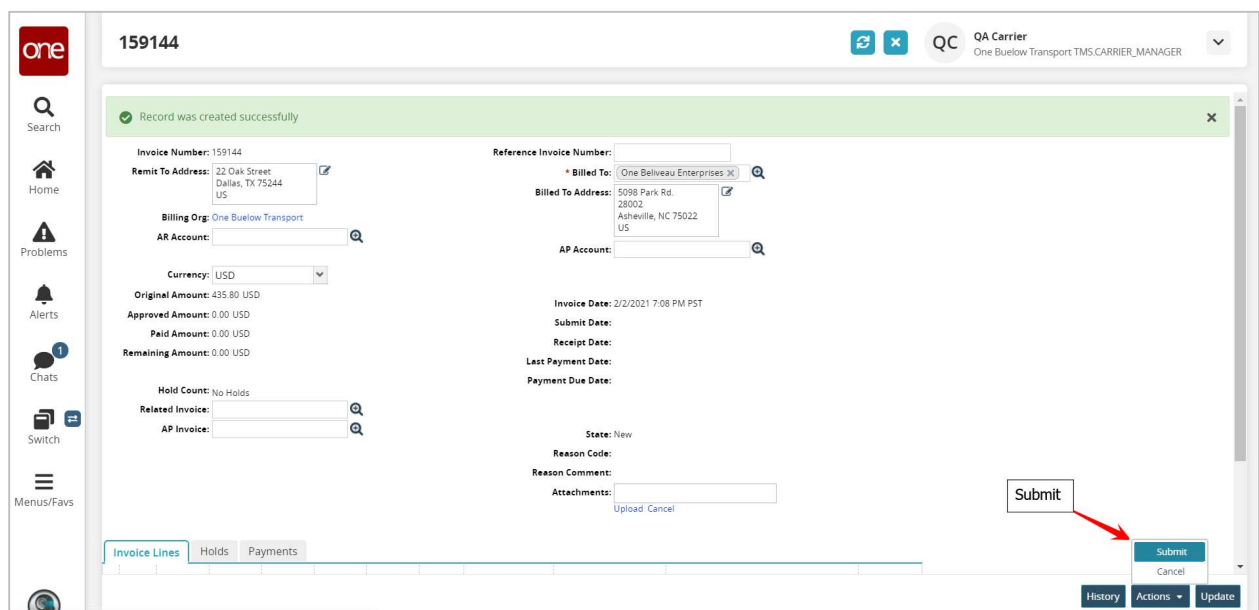 one
159144
QC
QA Carrier
One Buelow Transport TMS.CARRIER_MANAGER
Search
Home
Problems
Alerts
1
Chats
Switch
Menus/Favs
Record was created successfully
Invoice Number: 159144
Remit To Address: 22 Oak Street
Dallas, TX 75244
US
Billing Org: One Buelow Transport
AR Account:
Currency: USD
Original Amount: 435.80 USD
Approved Amount: 0.00 USD
Paid Amount: 0.00 USD
Remaining Amount: 0.00 USD
Hold Count: No Holds
Related Invoice:
AP Invoice:
Reference Invoice Number:
* Billed To: One Beliveau Enterprises
Billed To Address: 5098 Park Rd.
28002
Asheville, NC 75022
US
AP Account:
Invoice Date: 2/2/2021 7:08 PM PST
Submit Date:
Receipt Date:
Last Payment Date:
Payment Due Date:
State: New
Reason Code:
Reason Comment:
Attachments:
Upload Cancel
Submit
Invoice Lines Holds Payments
Submit
Cancel
History Actions Update